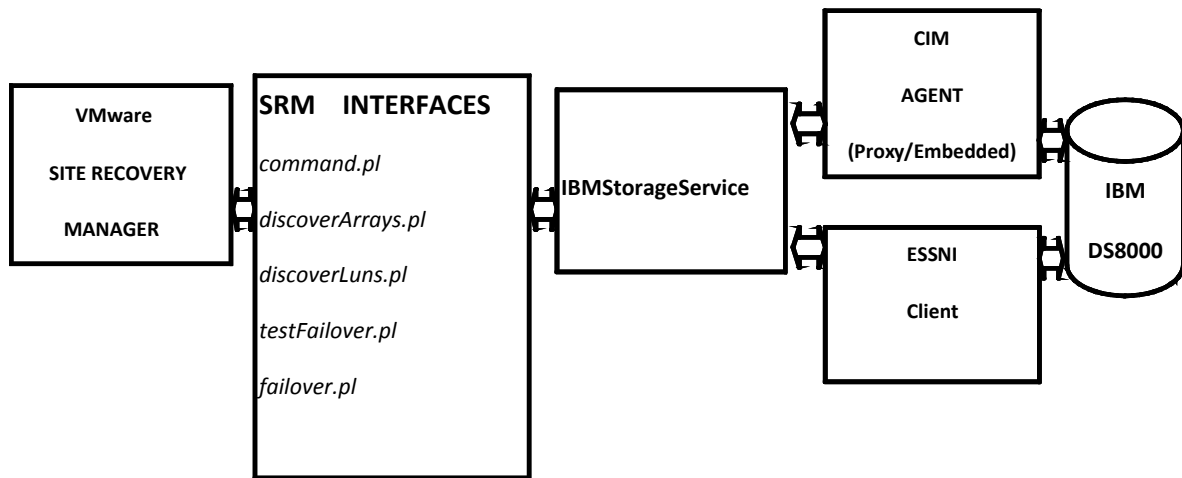 VMware
SITE RECOVERY
MANAGER
SRM INTERFACES
command.pl
discoverArrays.pl
discoverLuns.pl
testFailover.pl
failover.pl
IBMStorageService
CIM
AGENT
(Proxy/Embedded)
ESSNI
Client
IBM
DS8000